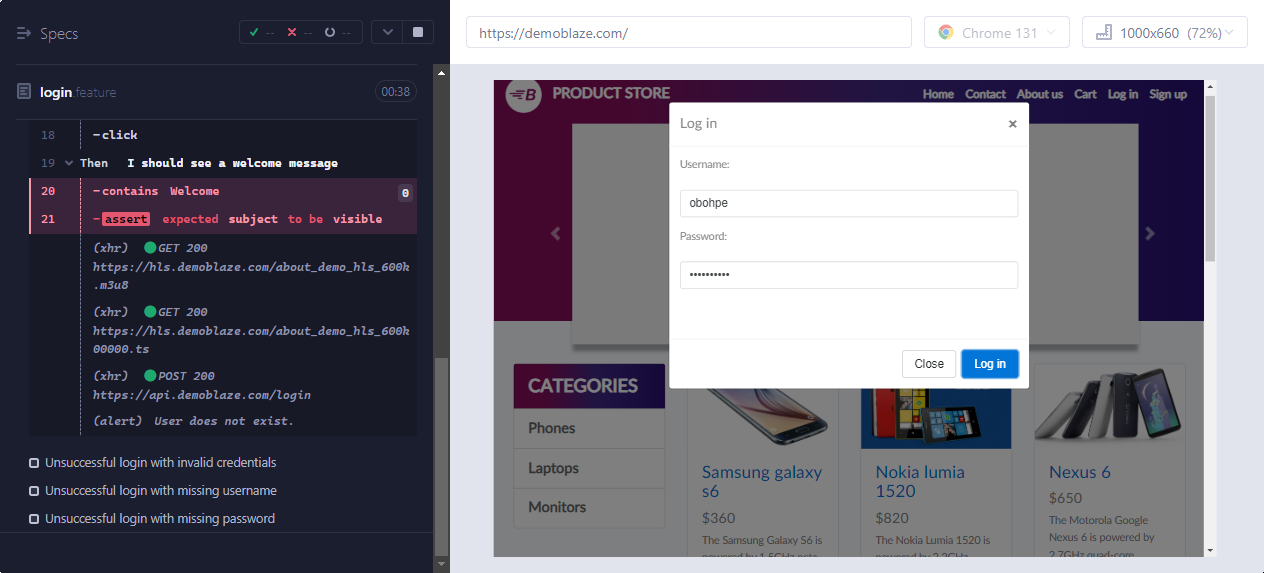 Specs
-- -- --
login feature
00:38
18 -click
19 Then I should see a welcome message
20 -contains Welcome 0
21 -assert expected subject to be visible
(xhr) GET 200
https://hls.demoblaze.com/about_demo_hls_600k
.m3u8
(xhr) GET 200
https://hls.demoblaze.com/about_demo_hls_600k
00000.ts
(xhr) POST 200
https://api.demoblaze.com/login
(alert) User does not exist.
Unsuccessful login with invalid credentials
Unsuccessful login with missing username
Unsuccessful login with missing password
https://demoblaze.com/
Chrome 131
1000x660 (72%)
B PRODUCT STORE
Home Contact About us Cart Log in Sign up
Log in ×
Username:
obohpe
Password:
••••••••••
Close Log in
CATEGORIES
Phones
Laptops
Monitors
Samsung galaxy
s6
$360
The Samsung Galaxy S6 is
powered by 1.5GHz octa-
Nokia lumia
1520
$820
The Nokia Lumia 1520 is
powered by 2.2GHz
Nexus 6
$650
The Motorola Google
Nexus 6 is powered by
2.7GHz quad-core